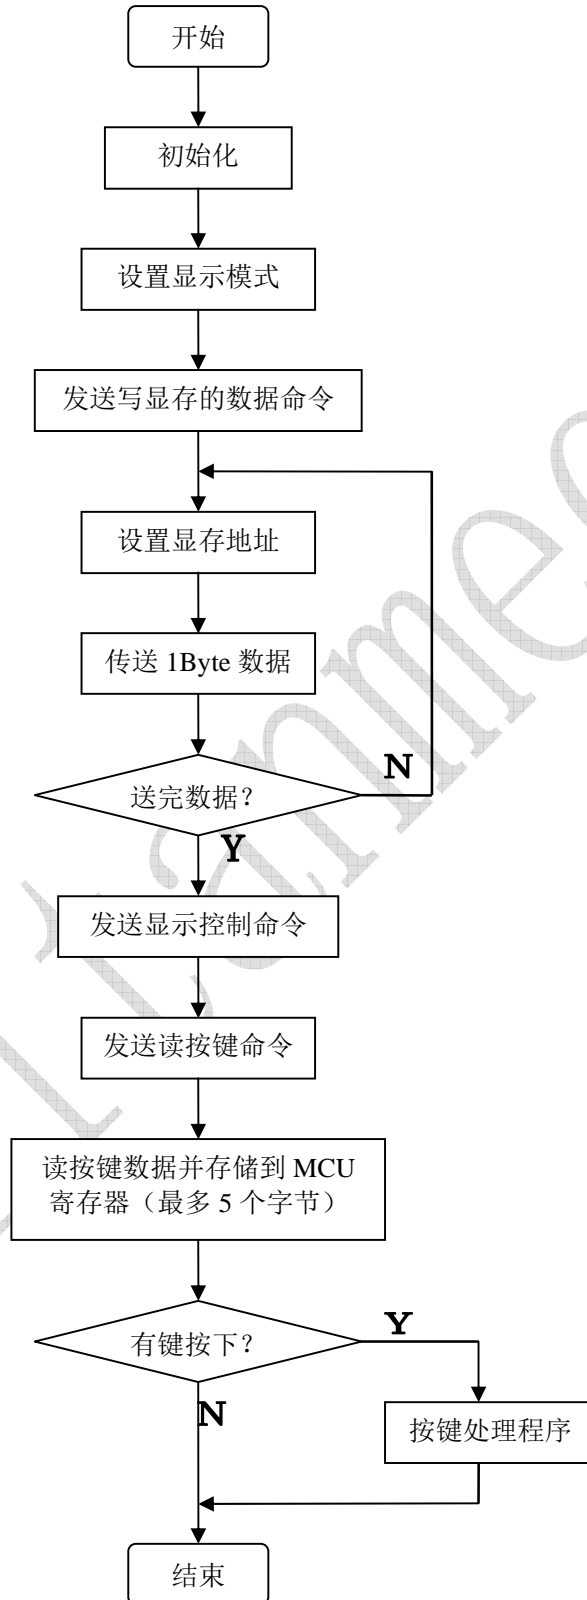 开始
初始化
设置显示模式
发送写显存的数据命令
设置显存地址
传送 1Byte 数据
送完数据？
N
Y
发送显示控制命令
发送读按键命令
读按键数据并存储到 MCU
寄存器（最多 5 个字节）
有键按下？
Y
N
按键处理程序
结束